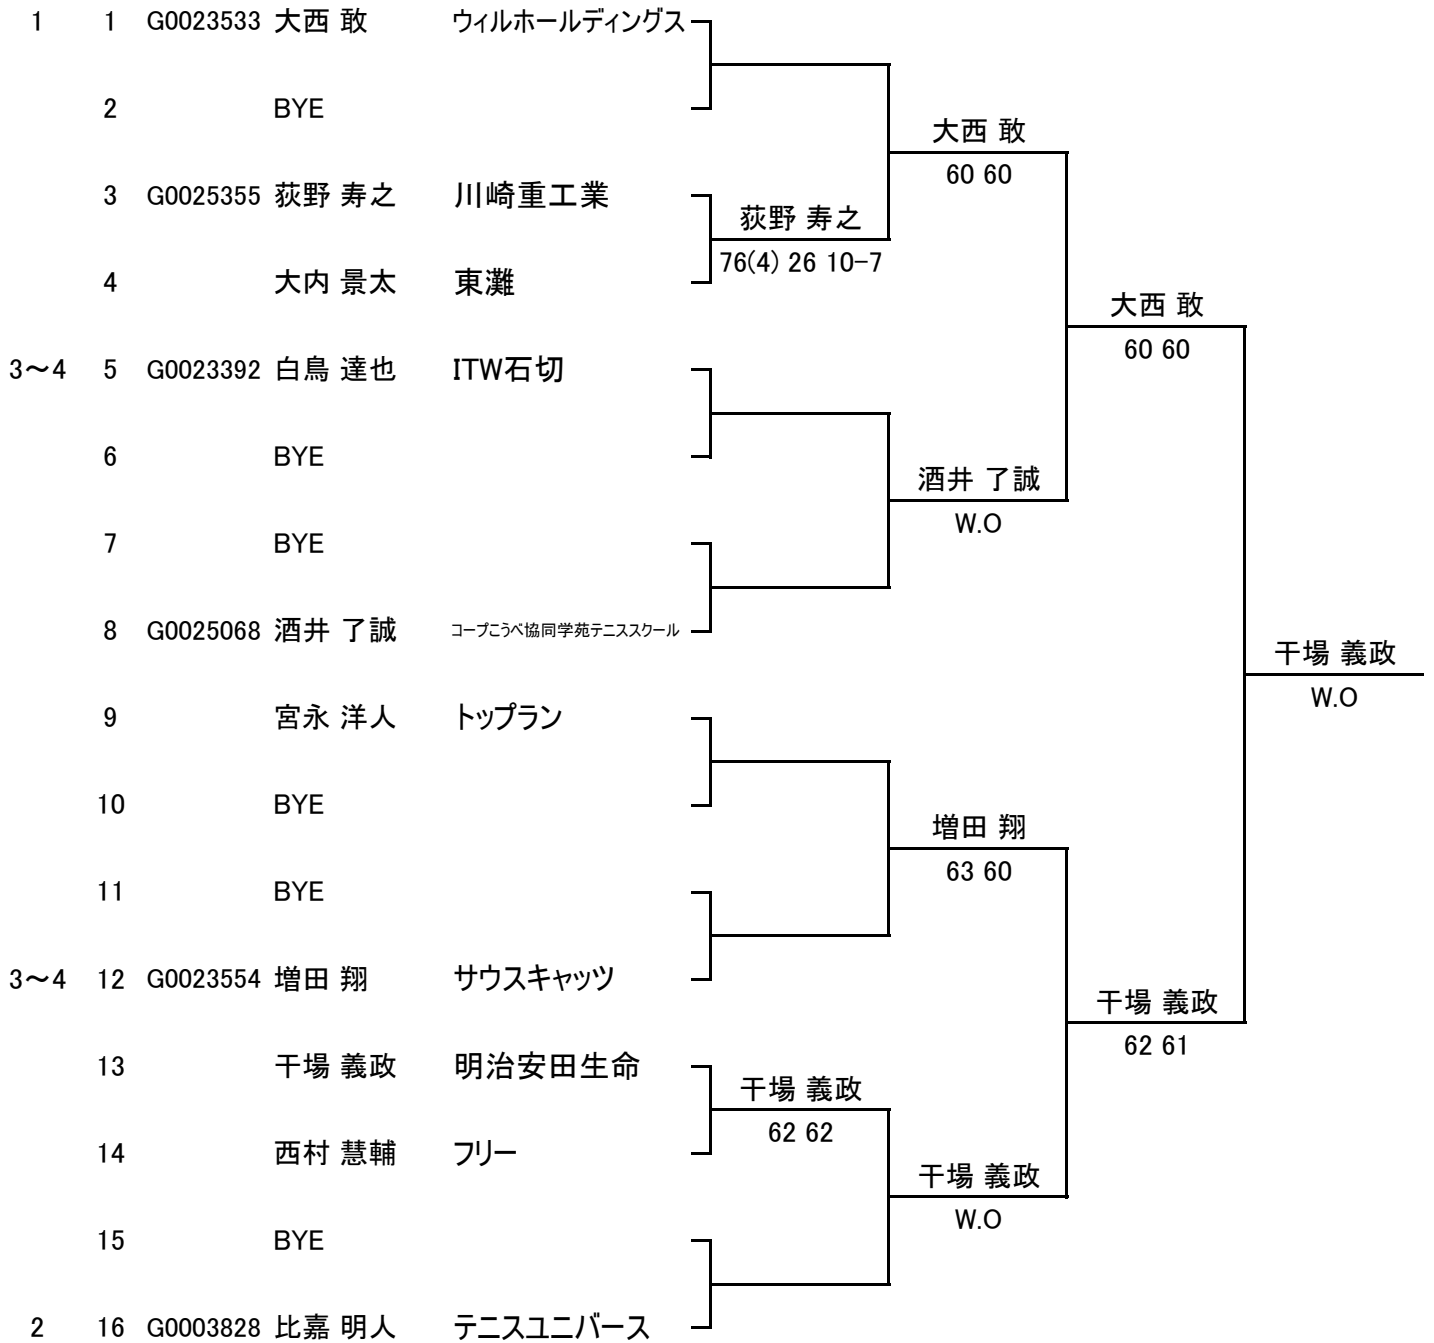 1 1 G0023533 大西 敢 ウィルホールディングス
2 BYE
大西 敢
60 60
3 G0025355 荻野 寿之 川崎重工業
荻野 寿之
76(4) 26 10-7
4 大内 景太 東灘
大西 敢
60 60
3～4 5 G0023392 白鳥 達也 ITW石切
6 BYE
酒井 了誠
W.O
7 BYE
8 G0025068 酒井 了誠 コープこうべ協同学苑テニススクール
干場 義政
W.O
9 宮永 洋人 トップラン
10 BYE
増田 翔
63 60
11 BYE
3～4 12 G0023554 増田 翔 サウスキャッツ
干場 義政
62 61
13 干場 義政 明治安田生命
干場 義政
62 62
14 西村 慧輔 フリー
干場 義政
W.O
15 BYE
2 16 G0003828 比嘉 明人 テニスユニバース